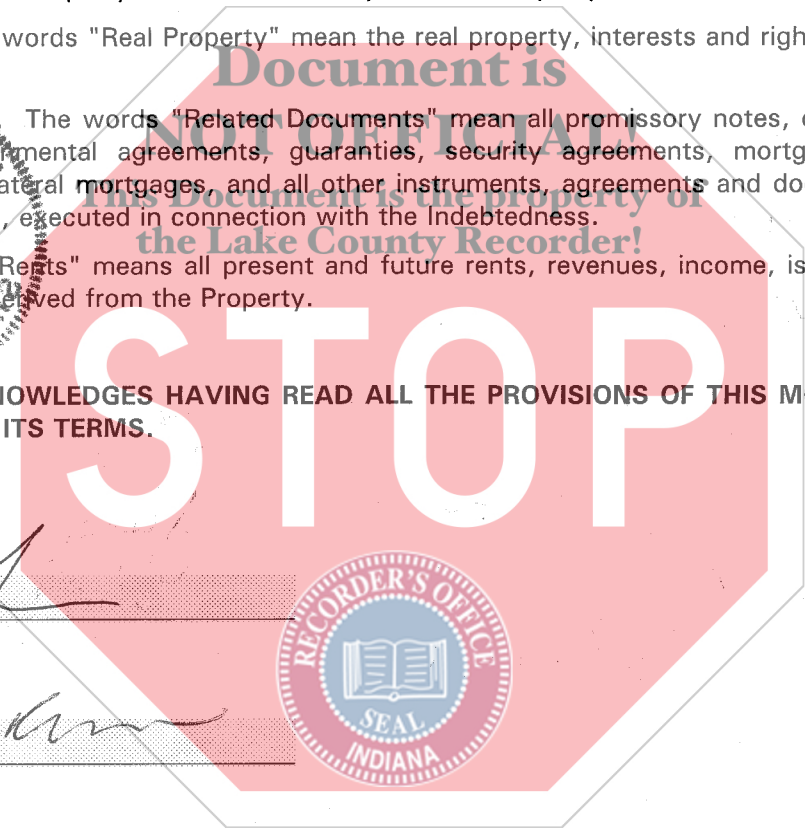 words "Real Property" mean the real property, interests and righ
Document is
The words "Related Documents" mean all promissory notes,
NOT OFFICIAL!
rnmental agreements, guaranties, security agreements, mortg
ateral mortgages, and all other instruments, agreements and do
This Document is the property of
, executed in connection with the Indebtedness.
the Lake County Recorder!
Rents" means all present and future rents, revenues, income, is
erived from the Property.
STOP
NOWLEDGES HAVING READ ALL THE PROVISIONS OF THIS M
ITS TERMS.
RECORDER'S OFFICE
SEAL
INDIANA